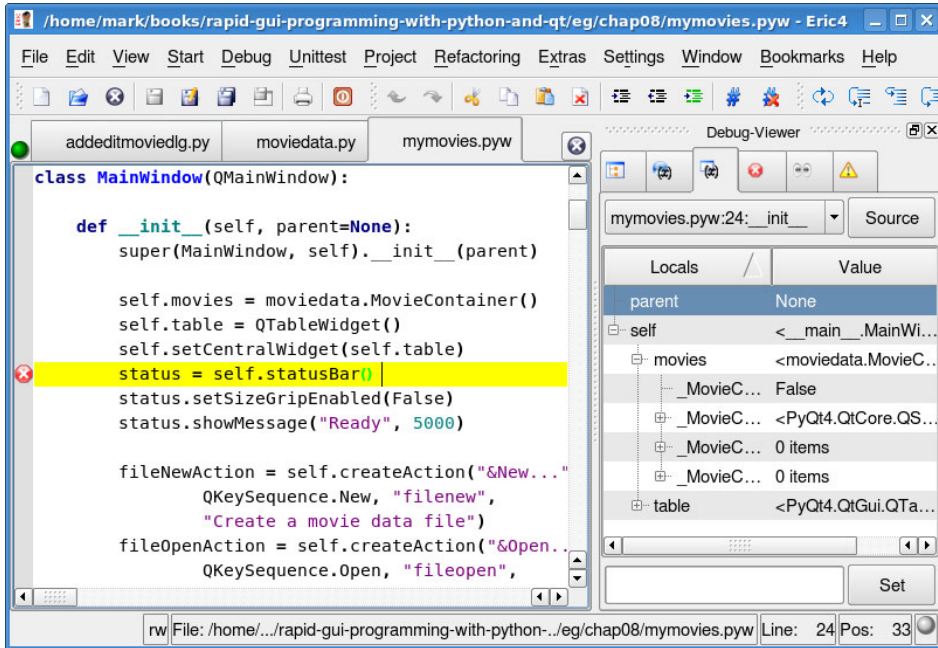 /home/mark/books/rapid-gui-programming-with-python-and-qt/eg/chap08/mymovies.pyw - Eric4
File Edit View Start Debug Unittest Project Refactoring Extras Settings Window Bookmarks Help
addeditmoviedlg.py moviedata.py mymovies.pyw
class MainWindow(QMainWindow):
def __init__(self, parent=None):
super(MainWindow, self).__init__(parent)
self.movies = moviedata.MovieContainer()
self.table = QTableWidget()
self.setCentralWidget(self.table)
status = self.statusBar()
status.setSizeGripEnabled(False)
status.showMessage("Ready", 5000)
fileNewAction = self.createAction("&New..."
QKeySequence.New, "filenew",
"Create a movie data file")
fileOpenAction = self.createAction("&Open..
QKeySequence.Open, "fileopen",
Debug-Viewer
mymovies.pyw:24:__init__ Source
Locals Value
parent None
self <__main__.MainWi...
movies <moviedata.MovieC...
_MovieC... False
_MovieC... <PyQt4.QtCore.QS...
_MovieC... 0 items
_MovieC... 0 items
table <PyQt4.QtGui.QTa...
Set
rw File: /home/.../rapid-gui-programming-with-python-../eg/chap08/mymovies.pyw Line: 24 Pos: 33